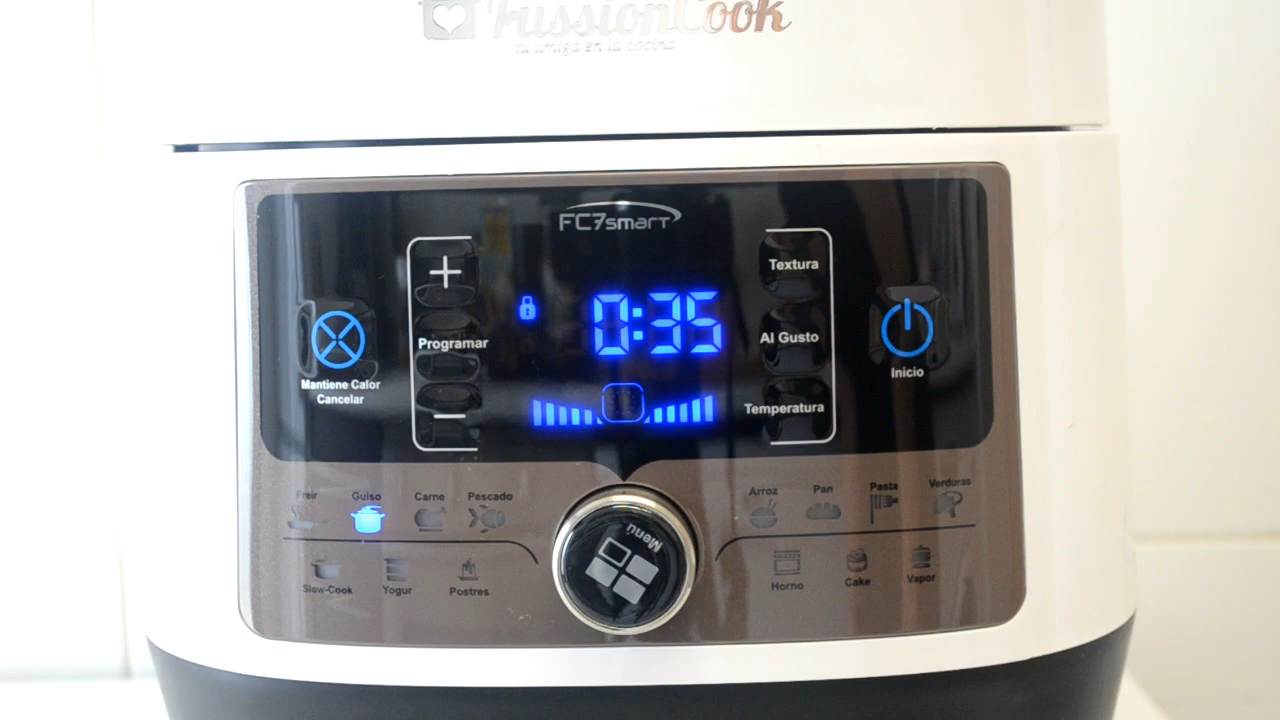 FussionCook
tu amiga en la cocina
FC7smart
+
Programar
−
0:35
Textura
Al Gusto
Temperatura
Mantiene Calor
Cancelar
Inicio
Freir
Guiso
Carne
Pescado
Slow-Cook
Yogur
Postres
Menú
Arroz
Pan
Pasta
Verduras
Horno
Cake
Vapor